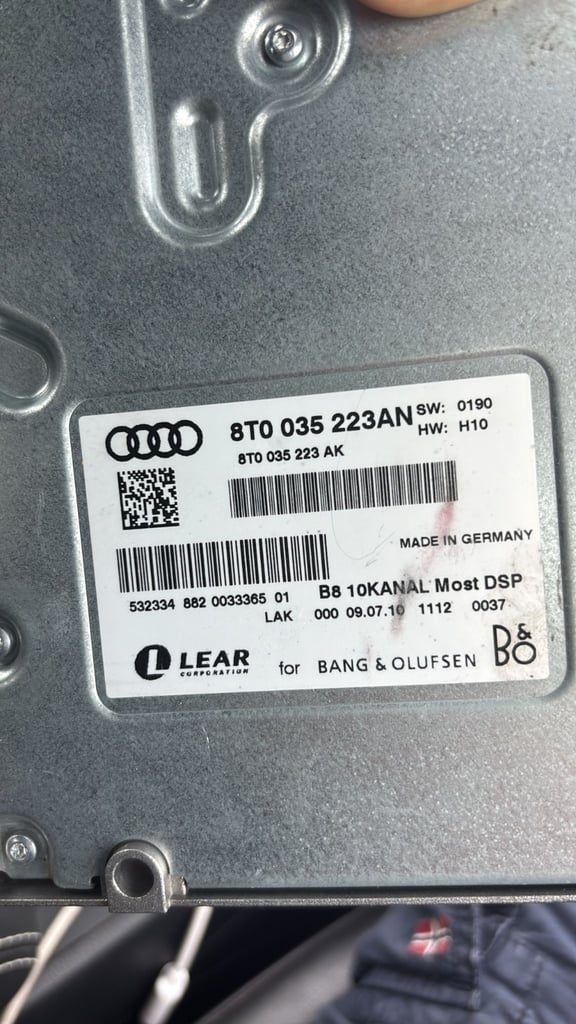 8T0 035 223AN SW: 0190
HW: H10
8T0 035 223 AK
MADE IN GERMANY
532334 882 0033365 01
B8 10KANAL Most DSP
LAK 000 09.07.10 1112 0037
LEAR
CORPORATION
for BANG & OLUFSEN B&O